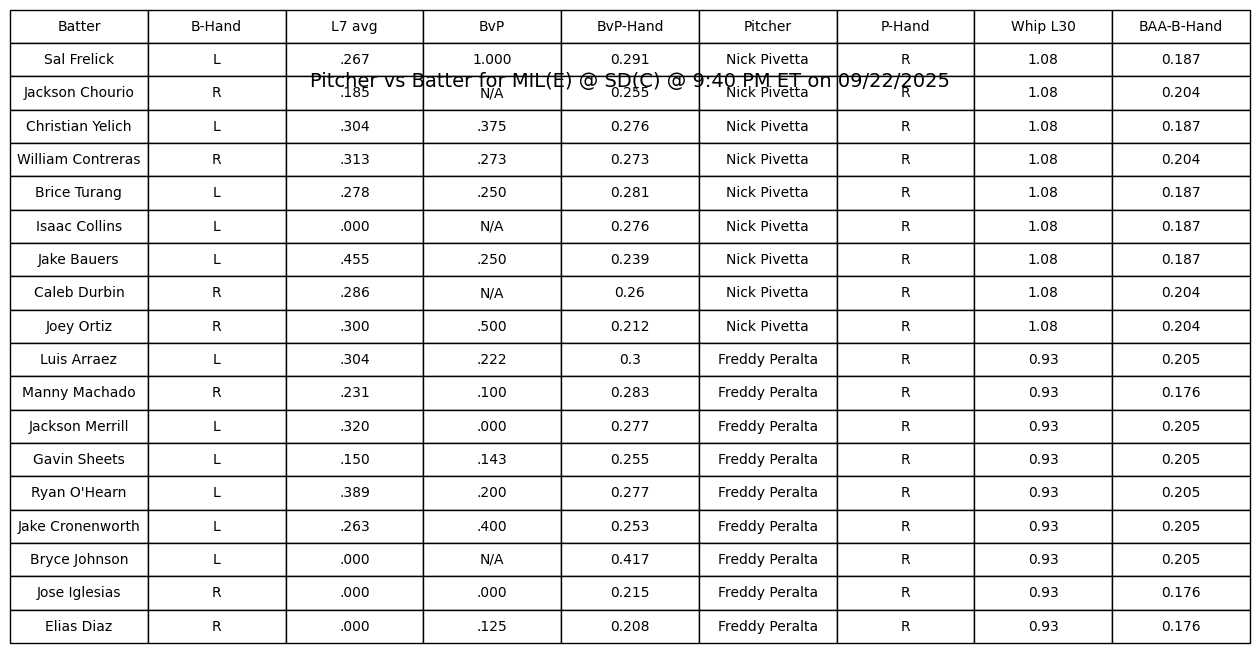 Batter B-Hand L7 avg BvP BvP-Hand Pitcher P-Hand Whip L30 BAA-B-Hand
Sal Frelick L .267 1.000 0.291 Nick Pivetta R 1.08 0.187
Pitcher vs Batter for MIL(E) @ SD(C) @ 9:40 PM ET on 09/22/2025
Jackson Chourio R .185 N/A 0.255 Nick Pivetta R 1.08 0.204
Christian Yelich L .304 .375 0.276 Nick Pivetta R 1.08 0.187
William Contreras R .313 .273 0.273 Nick Pivetta R 1.08 0.204
Brice Turang L .278 .250 0.281 Nick Pivetta R 1.08 0.187
Isaac Collins L .000 N/A 0.276 Nick Pivetta R 1.08 0.187
Jake Bauers L .455 .250 0.239 Nick Pivetta R 1.08 0.187
Caleb Durbin R .286 N/A 0.26 Nick Pivetta R 1.08 0.204
Joey Ortiz R .300 .500 0.212 Nick Pivetta R 1.08 0.204
Luis Arraez L .304 .222 0.3 Freddy Peralta R 0.93 0.205
Manny Machado R .231 .100 0.283 Freddy Peralta R 0.93 0.176
Jackson Merrill L .320 .000 0.277 Freddy Peralta R 0.93 0.205
Gavin Sheets L .150 .143 0.255 Freddy Peralta R 0.93 0.205
Ryan O'Hearn L .389 .200 0.277 Freddy Peralta R 0.93 0.205
Jake Cronenworth L .263 .400 0.253 Freddy Peralta R 0.93 0.205
Bryce Johnson L .000 N/A 0.417 Freddy Peralta R 0.93 0.205
Jose Iglesias R .000 .000 0.215 Freddy Peralta R 0.93 0.176
Elias Diaz R .000 .125 0.208 Freddy Peralta R 0.93 0.176